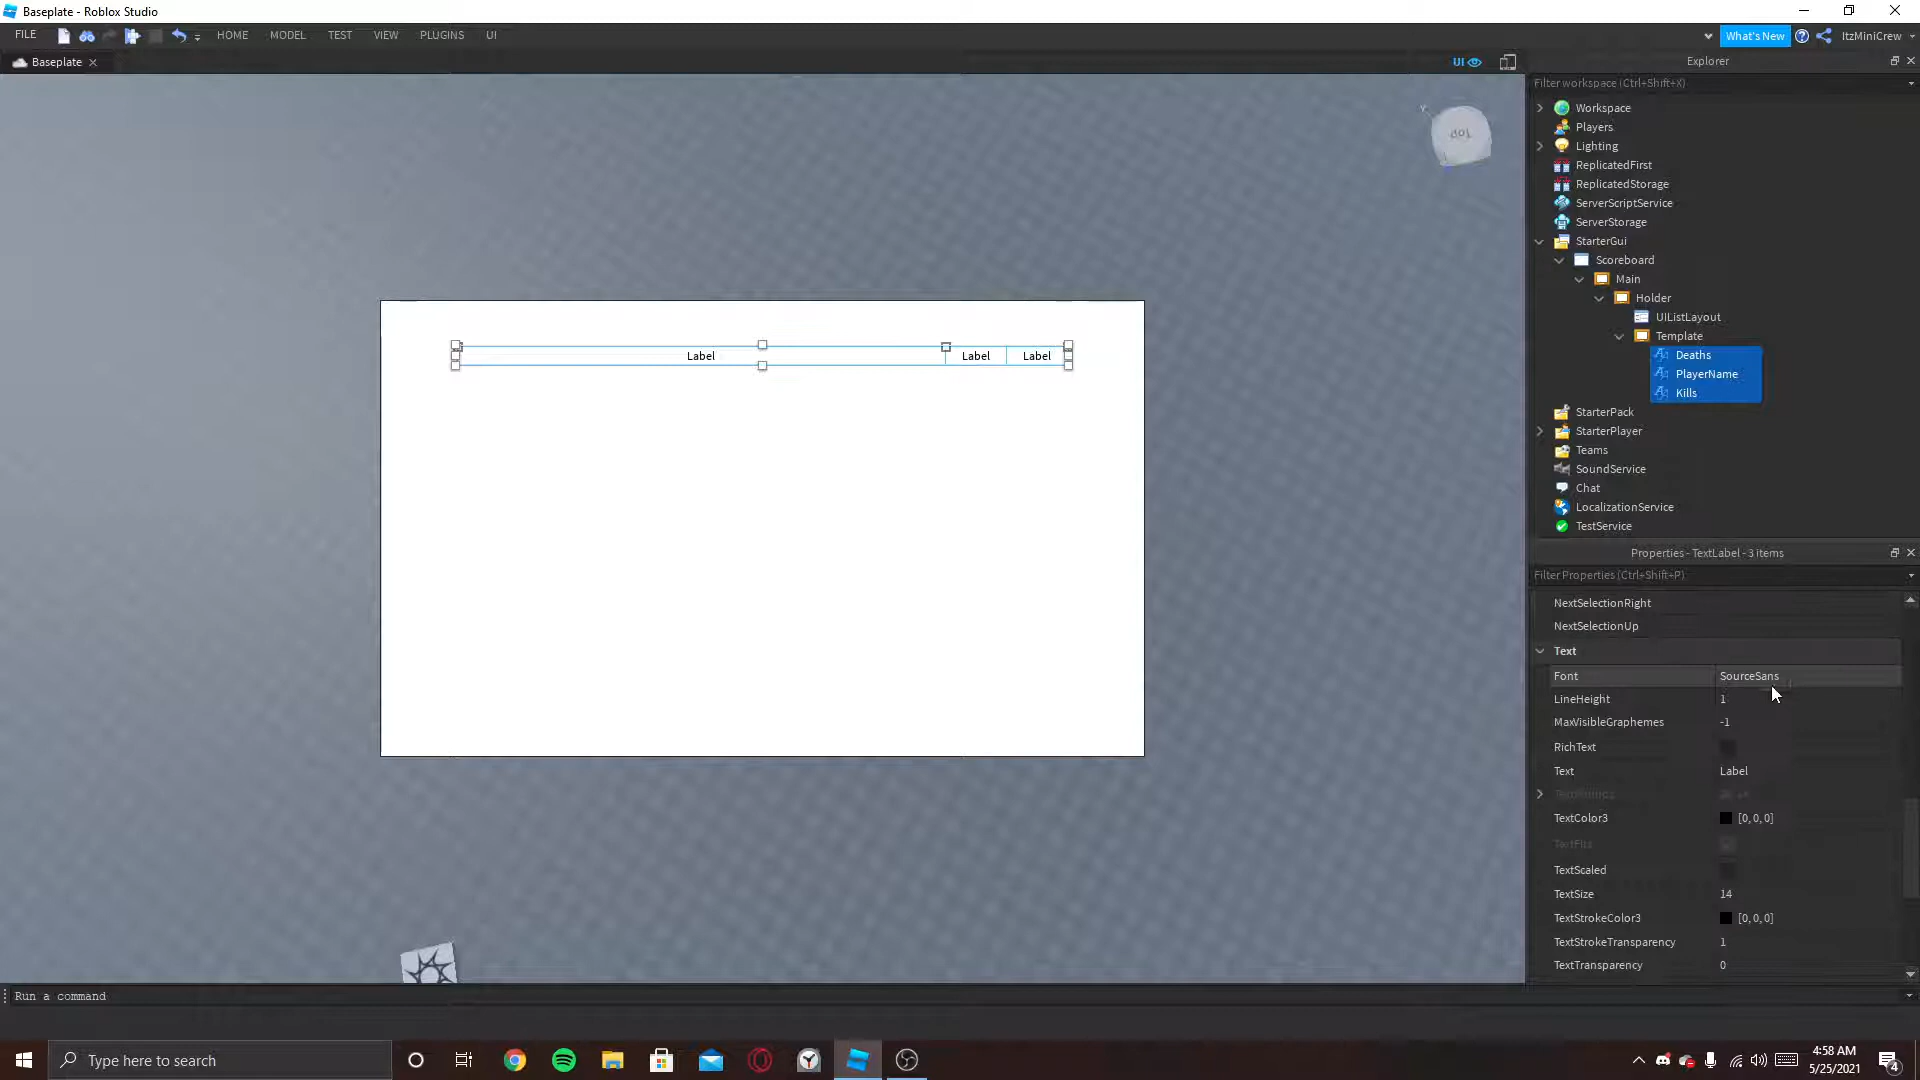 Baseplate - Roblox Studio
FILE
HOME
MODEL
TEST
VIEW
PLUGINS
UI
What's New
ItzMiniCrew
Baseplate
UI
Explorer
Filter workspace (Ctrl+Shift+X)
Workspace
Players
Lighting
ReplicatedFirst
ReplicatedStorage
ServerScriptService
ServerStorage
StarterGui
Scoreboard
Main
Holder
UIListLayout
Template
Deaths
PlayerName
Kills
StarterPack
StarterPlayer
Teams
SoundService
Chat
LocalizationService
TestService
Y
TOP
Label
Label
Label
Properties - TextLabel - 3 items
Filter Properties (Ctrl+Shift+P)
NextSelectionRight
NextSelectionUp
Text
Font SourceSans
LineHeight 1
MaxVisibleGraphemes -1
RichText
Text Label
TextColor3 [0, 0, 0]
TextFits
TextScaled
TextSize 14
TextStrokeColor3 [0, 0, 0]
TextStrokeTransparency 1
TextTransparency 0
Run a command
Type here to search
4:58 AM
5/25/2021
4